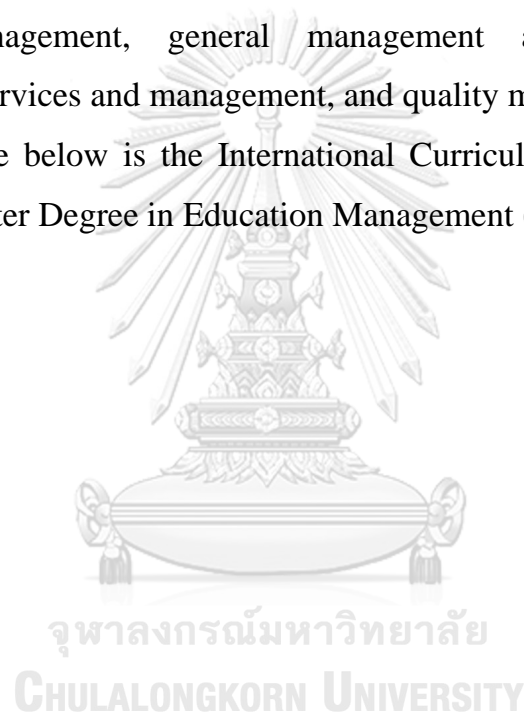 nagement, general management a
ervices and management, and quality m
e below is the International Curricul
ter Degree in Education Management
จุฬาลงกรณ์มหาวิทยาลัย
CHULALONGKORN UNIVERSITY